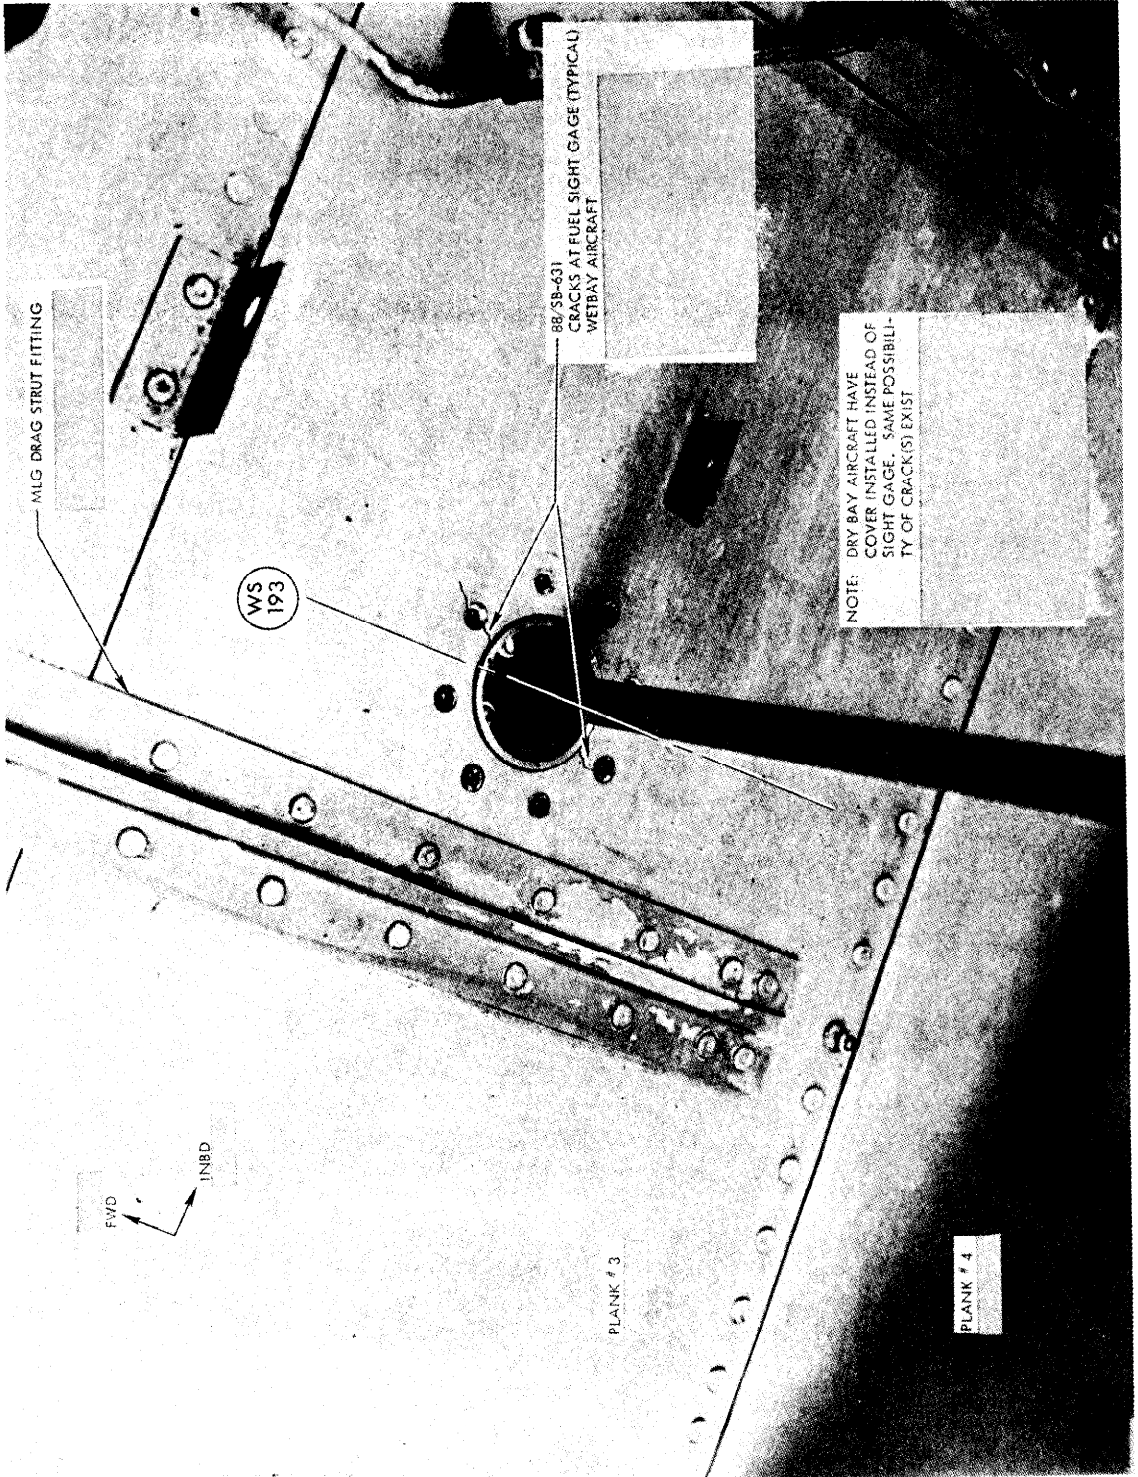 MLG DRAG STRUT FITTING
WS
193
88/SB-631
CRACKS AT FUEL SIGHT GAGE (TYPICAL)
WETBAY AIRCRAFT
NOTE: DRY BAY AIRCRAFT HAVE
COVER INSTALLED INSTEAD OF
SIGHT GAGE. SAME POSSIBILI-
TY OF CRACK(S) EXIST
FWD
INBD
PLANK # 3
PLANK # 4